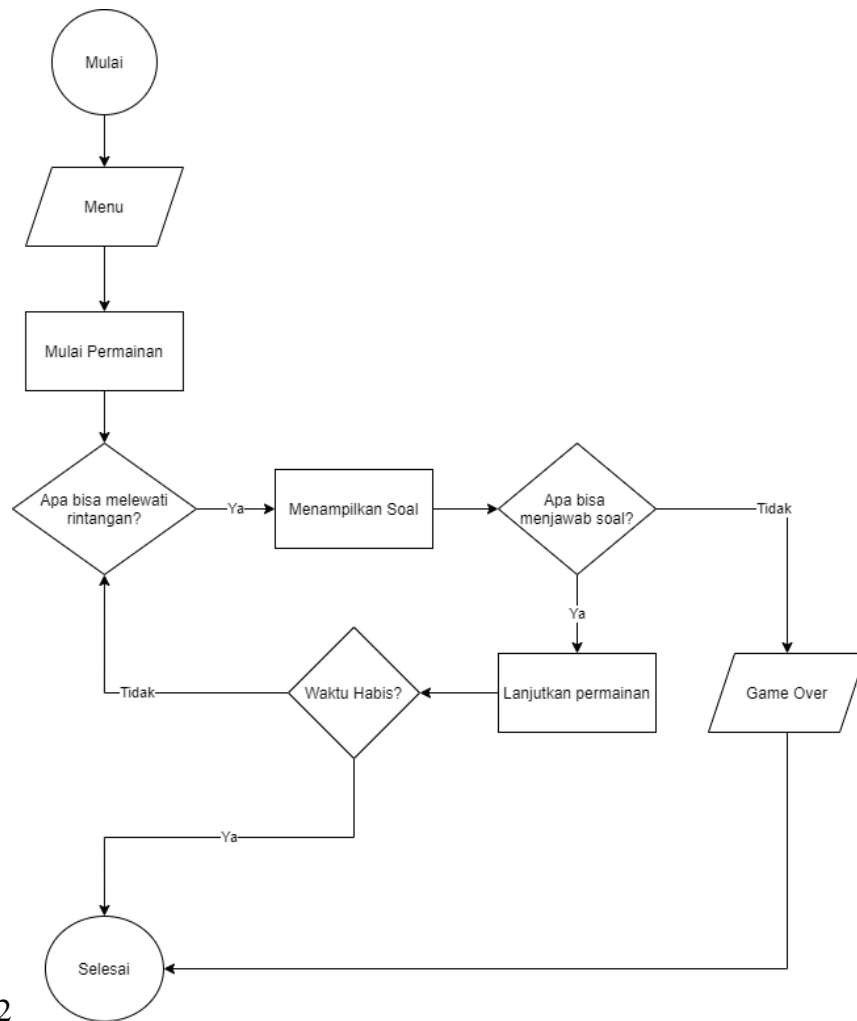 Mulai
Menu
Mulai Permainan
Apa bisa melewati
rintangan?
Ya
Menampilkan Soal
Apa bisa
menjawab soal?
Tidak
Ya
Tidak
Waktu Habis?
Lanjutkan permainan
Game Over
Ya
Selesai
2